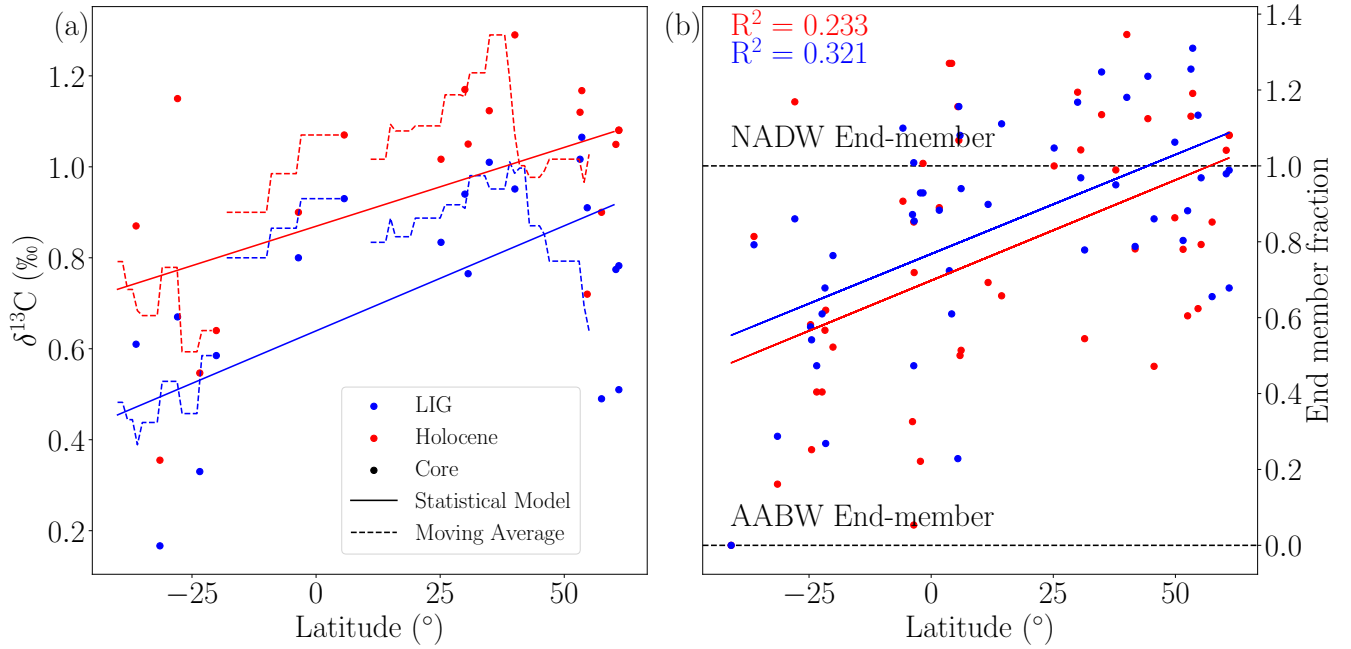 (a)
δ¹³C (‰)
1.2
1.0
0.8
0.6
0.4
0.2
LIG
Holocene
Core
Statistical Model
Moving Average
−25
0
25
50
Latitude (°)
(b)
R² = 0.233
R² = 0.321
NADW End-member
AABW End-member
1.4
1.2
1.0
0.8
0.6
0.4
0.2
0.0
End member fraction
−25
0
25
50
Latitude (°)